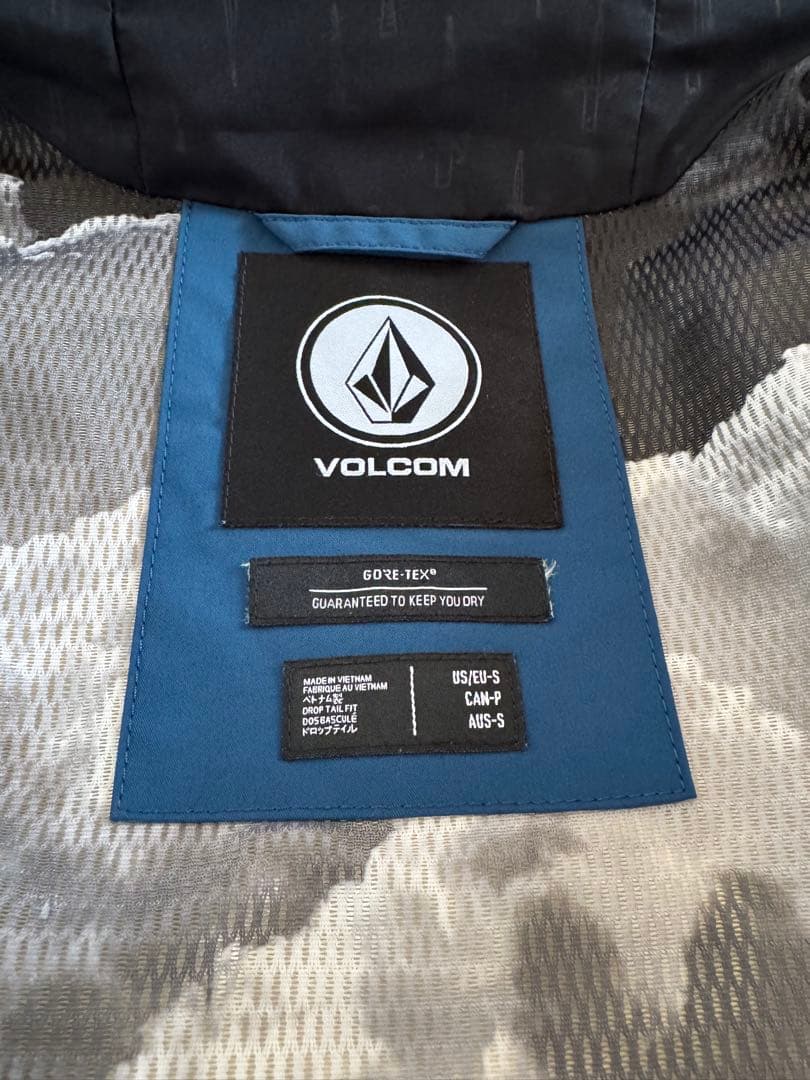 VOLCOM
GORE-TEX®
GUARANTEED TO KEEP YOU DRY
MADE IN VIETNAM
FABRIQUE AU VIETNAM
ベトナム製
DROP TAIL FIT
DOS BASCULÉ
ドロップテイル
US/EU-S
CAN-P
AUS-S